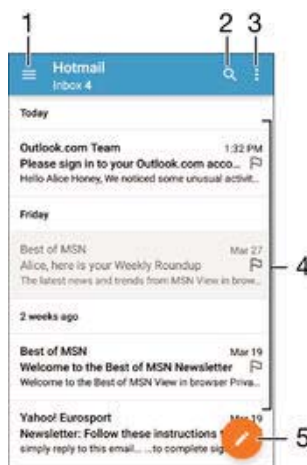 1 2 3
Hotmail
Inbox 4
Today
Outlook.com Team 1:32 PM
Please sign in to your Outlook.com acco...
Hello Alice Honey, We noticed some unusual activit...
Friday
Best of MSN Mar 27
Alice, here is your Weekly Roundup
The latest news and trends from MSN View in brow...
4
2 weeks ago
Best of MSN Mar 19
Welcome to the Best of MSN Newsletter
Welcome to the Best of MSN View in browser Priva...
Yahoo! Eurosport Mar 19
Newsletter: Follow these instructions
simply reply to this email... ...to complete sig
5